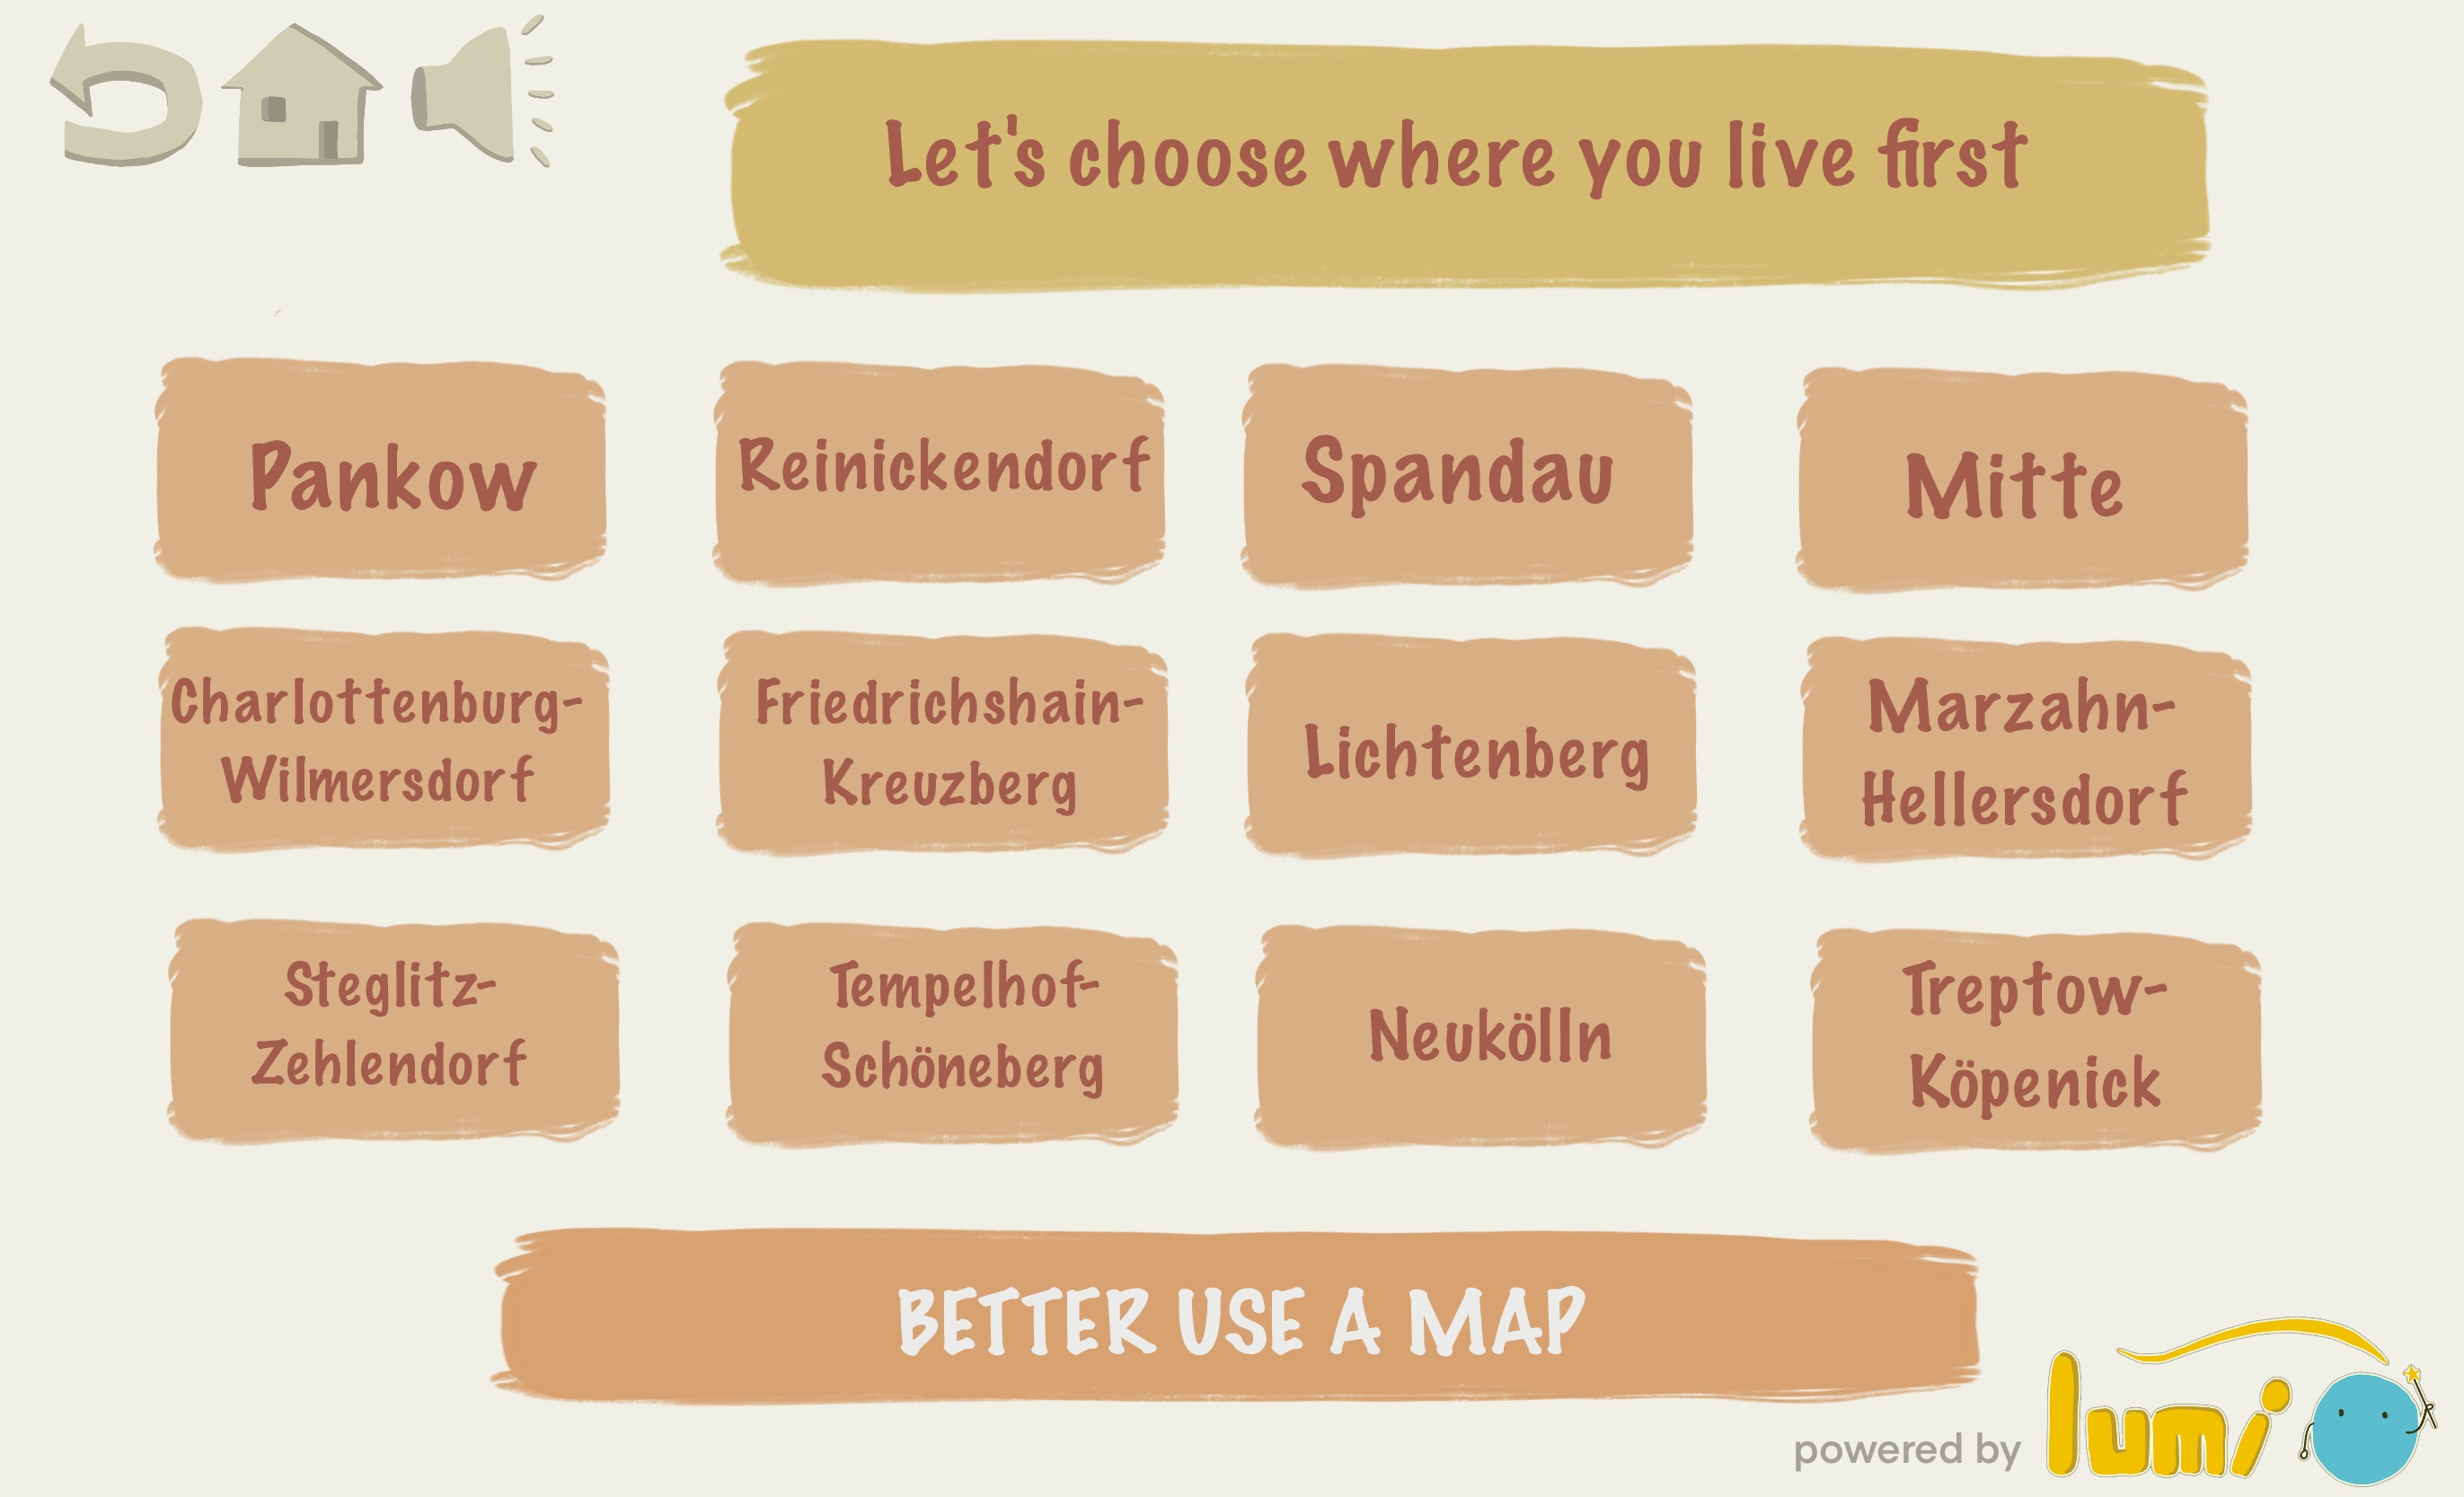 Let's choose where you live first
Pankow
Reinickendorf
Spandau
Mitte
Charlottenburg-
Wilmersdorf
Friedrichshain-
Kreuzberg
Lichtenberg
Marzahn-
Hellersdorf
Steglitz-
Zehlendorf
Tempelhof-
Schöneberg
Neukölln
Treptow-
Köpenick
BETTER USE A MAP
powered by lumi